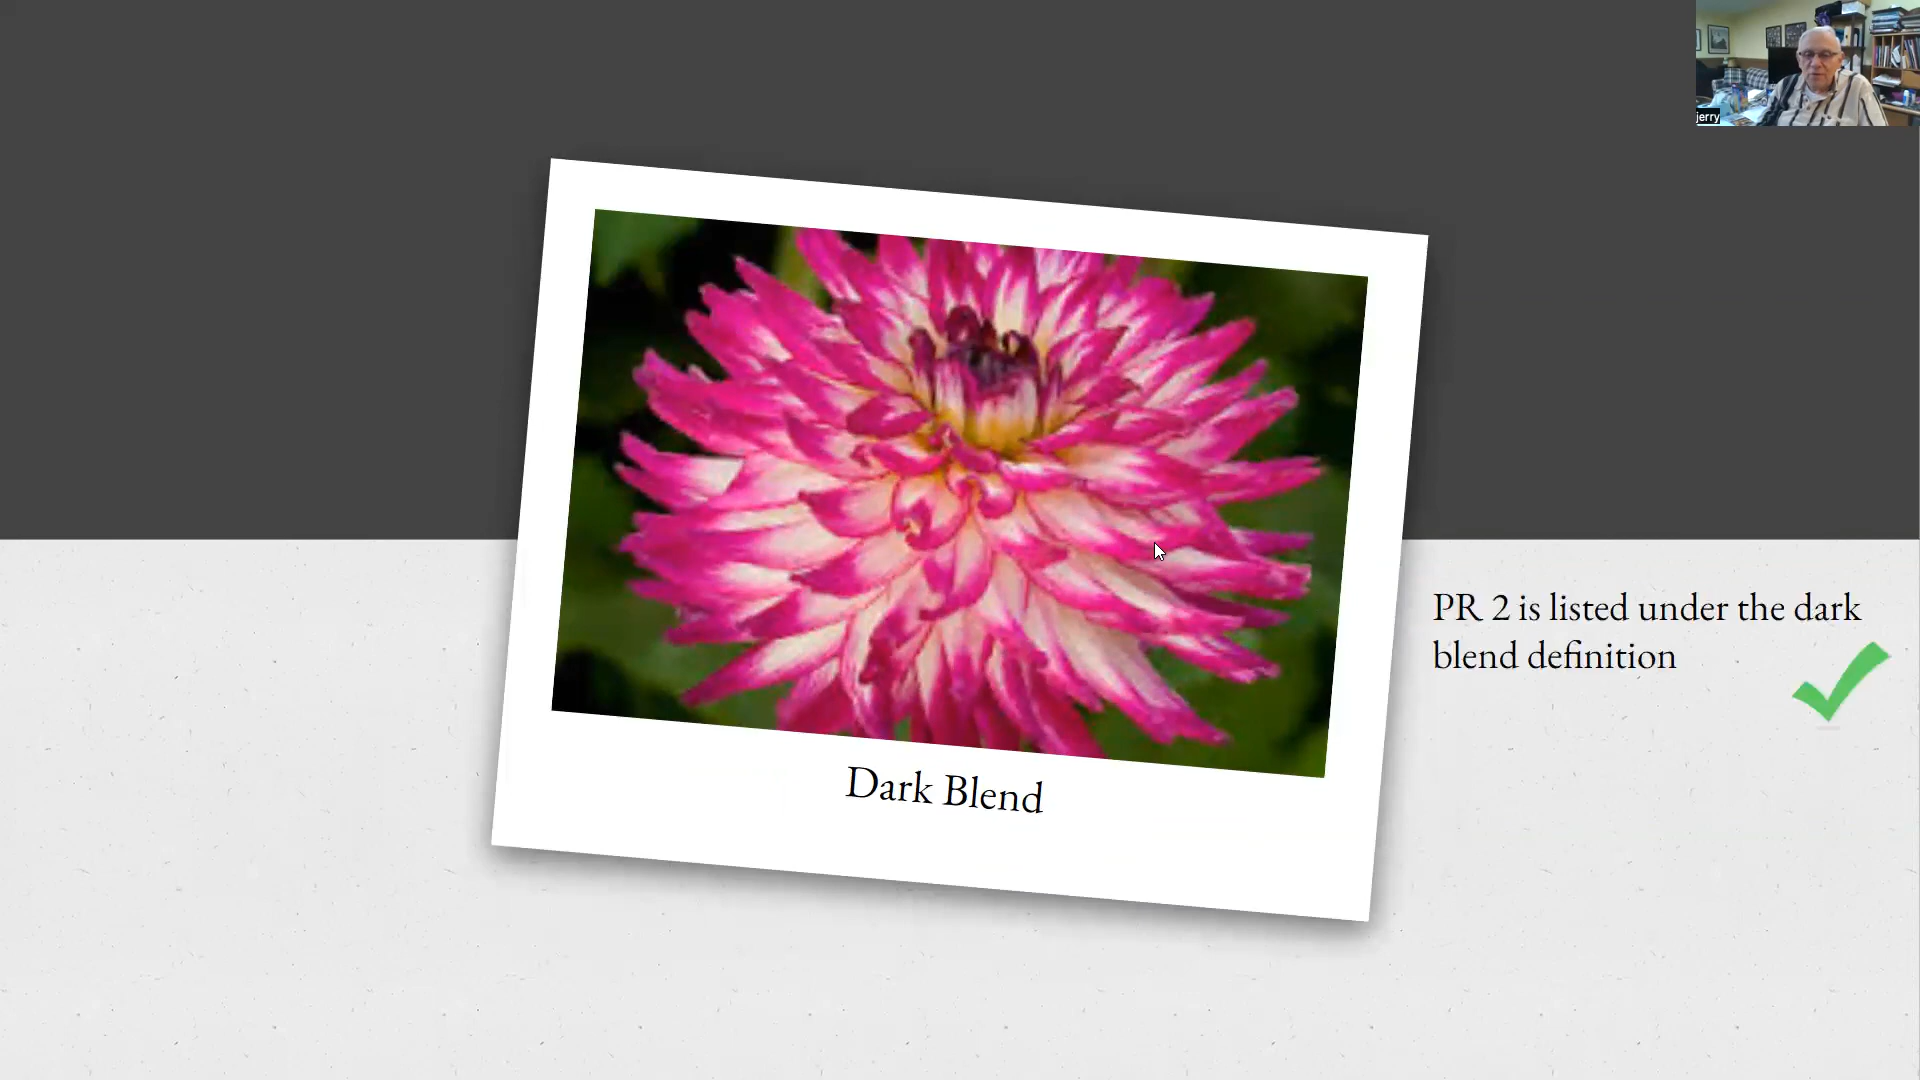 jerry
Dark Blend
PR 2 is listed under the dark
blend definition